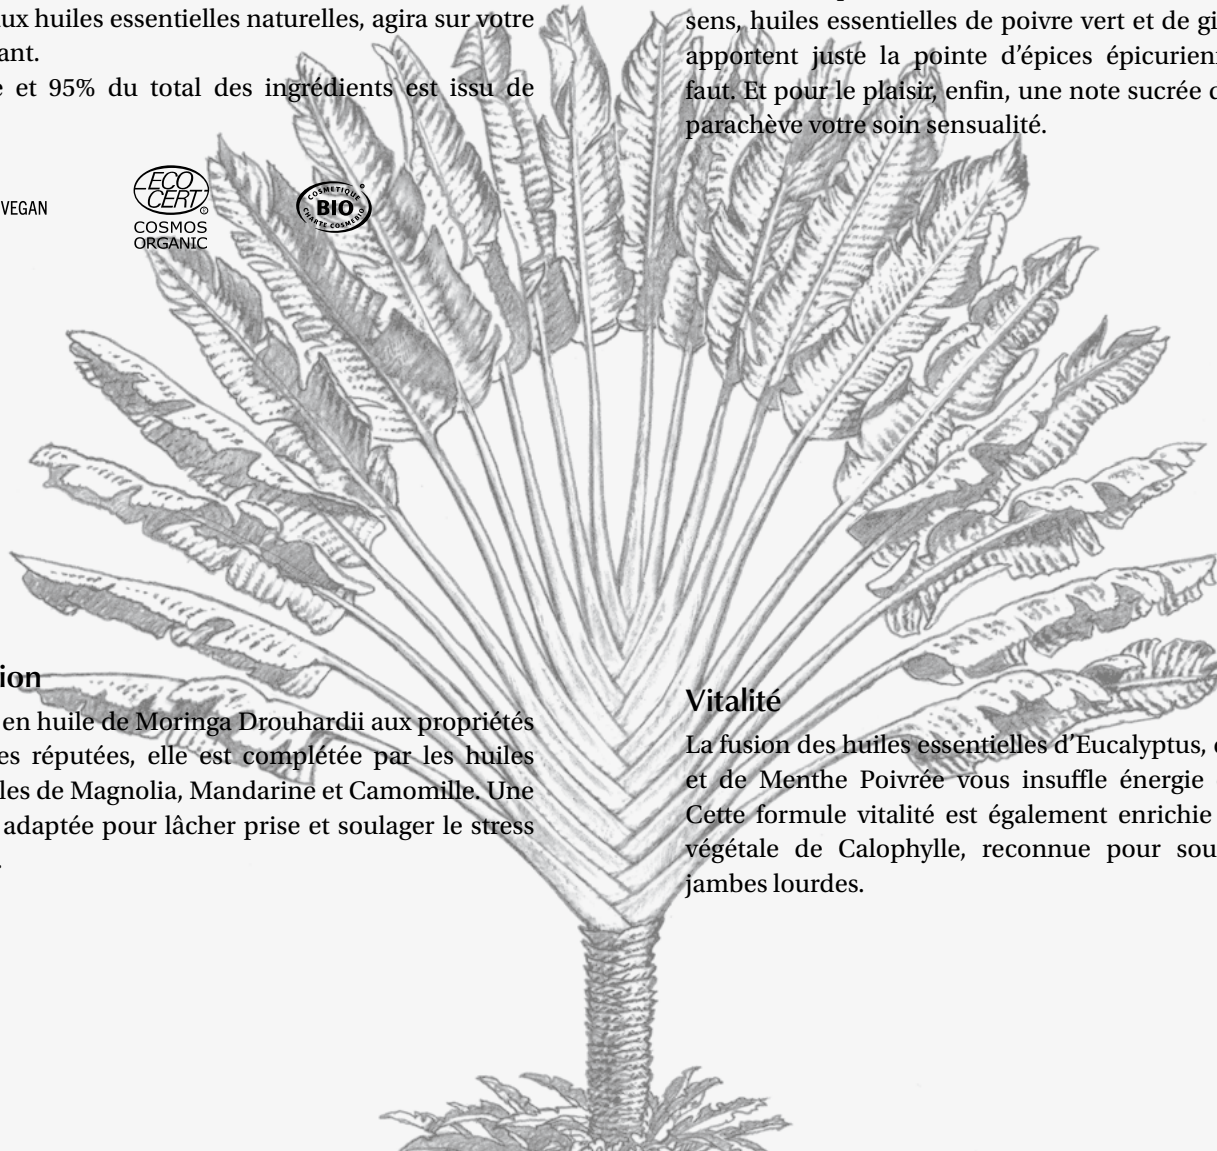 ux huiles essentielles naturelles, agira sur votre
ant.
e et 95% du total des ingrédients est issu de
VEGAN
ECO
CERT
COSMOS
ORGANIC
COSMETIQUE
BIO
CHARTE COSMEBIO
ion
en huile de Moringa Drouhardii aux propriétés
es réputées, elle est complétée par les huiles
les de Magnolia, Mandarine et Camomille. Une
adaptée pour lâcher prise et soulager le stress
.
sens, huiles essentielles de poivre vert et de gi
apportent juste la pointe d’épices épicurien
faut. Et pour le plaisir, enfin, une note sucrée
parachève votre soin sensualité.
Vitalité
La fusion des huiles essentielles d’Eucalyptus,
et de Menthe Poivrée vous insuffle énergie
Cette formule vitalité est également enrichie
végétale de Calophylle, reconnue pour sou
jambes lourdes.